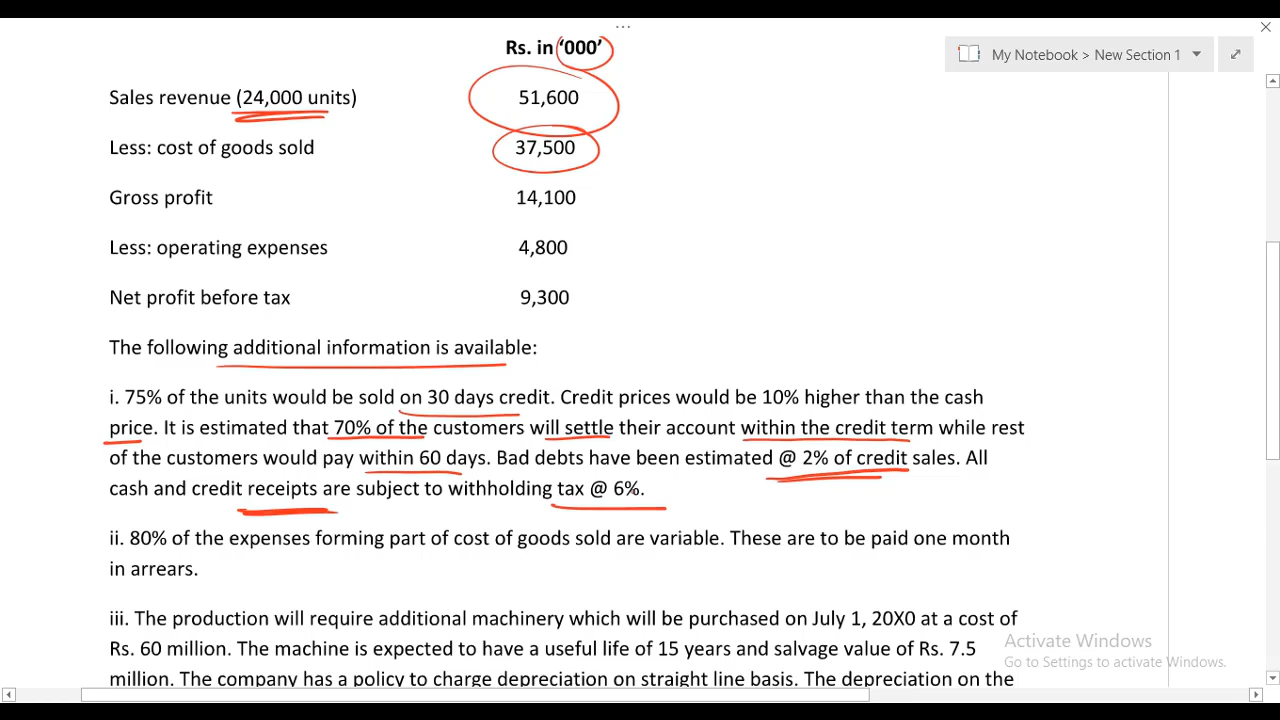 Rs. in ‘000’
My Notebook > New Section 1
Sales revenue (24,000 units) 51,600
Less: cost of goods sold 37,500
Gross profit 14,100
Less: operating expenses 4,800
Net profit before tax 9,300
The following additional information is available:
i. 75% of the units would be sold on 30 days credit. Credit prices would be 10% higher than the cash
price. It is estimated that 70% of the customers will settle their account within the credit term while rest
of the customers would pay within 60 days. Bad debts have been estimated @ 2% of credit sales. All
cash and credit receipts are subject to withholding tax @ 6%.
ii. 80% of the expenses forming part of cost of goods sold are variable. These are to be paid one month
in arrears.
iii. The production will require additional machinery which will be purchased on July 1, 20X0 at a cost of
Rs. 60 million. The machine is expected to have a useful life of 15 years and salvage value of Rs. 7.5
million. The company has a policy to charge depreciation on straight line basis. The depreciation on the
Activate Windows
Go to Settings to activate Windows.